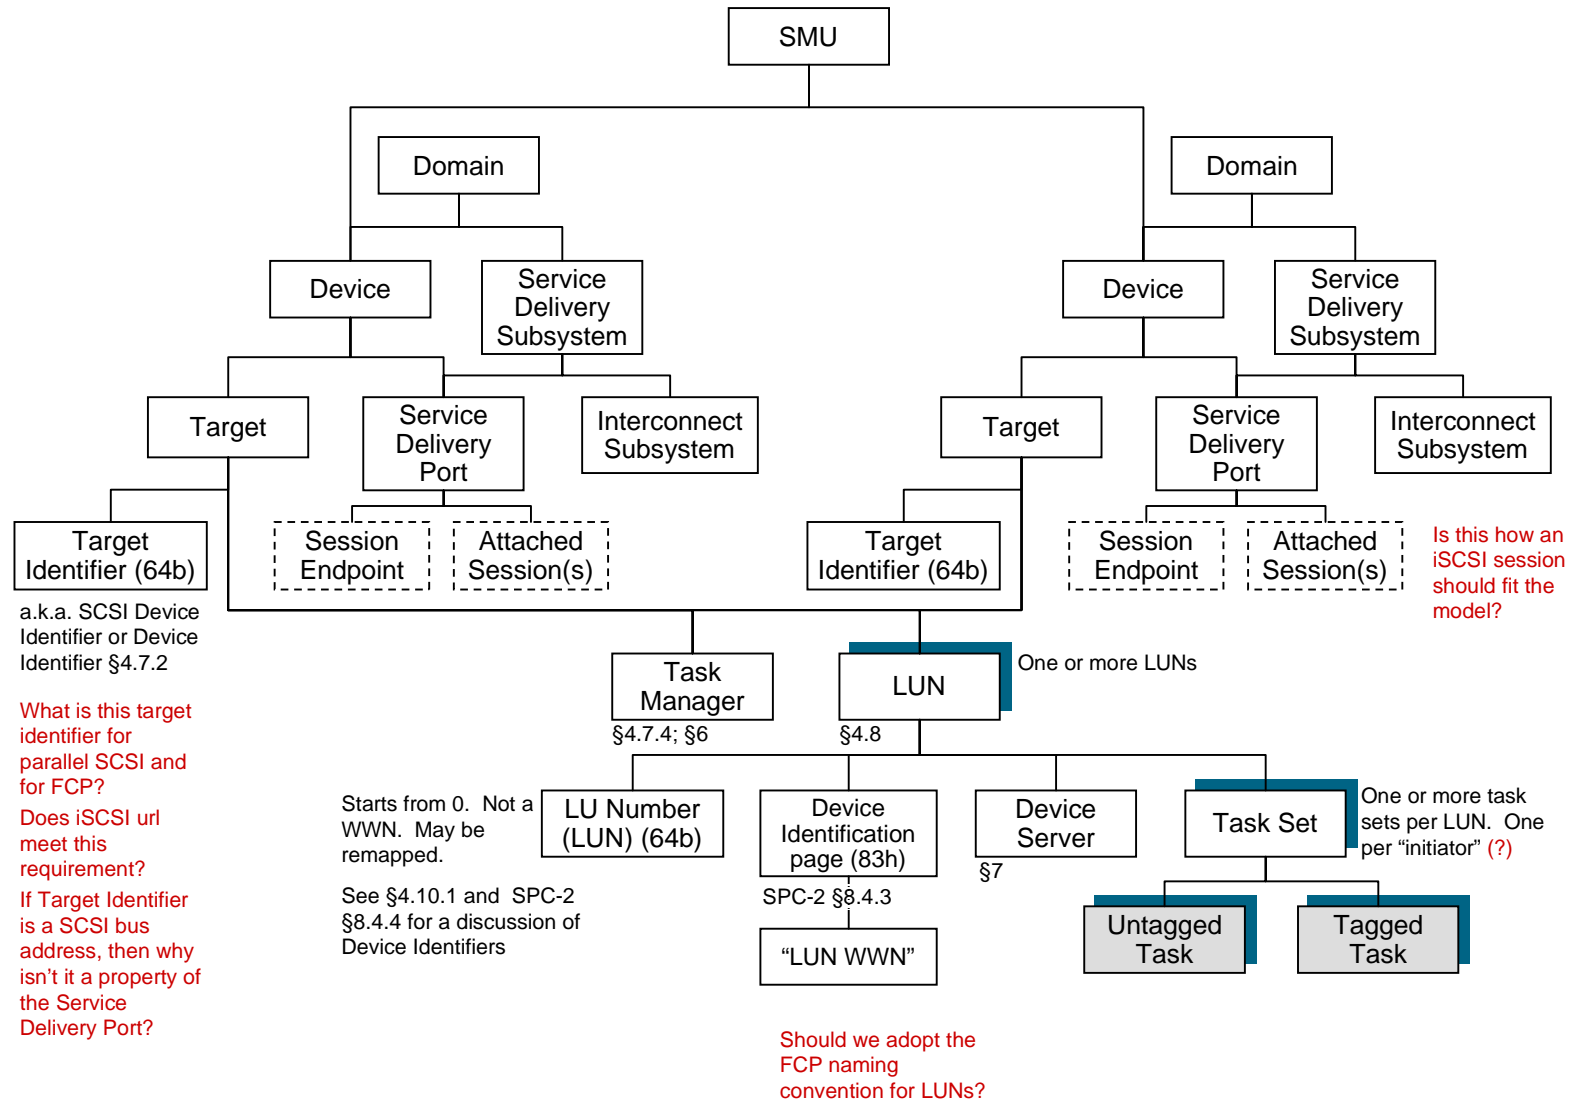 SMU
Domain
Domain
Device
Service
Delivery
Subsystem
Device
Service
Delivery
Subsystem
Target
Service
Delivery
Port
Interconnect
Subsystem
Target
Service
Delivery
Port
Interconnect
Subsystem
Target
Identifier (64b)
Session
Endpoint
Attached
Session(s)
Target
Identifier (64b)
Session
Endpoint
Attached
Session(s)
Is this how an
iSCSI session
should fit the
model?
a.k.a. SCSI Device
Identifier or Device
Identifier §4.7.2
What is this target
identifier for
parallel SCSI and
for FCP?
Does iSCSI url
meet this
requirement?
If Target Identifier
is a SCSI bus
address, then why
isn’t it a property of
the Service
Delivery Port?
Task
Manager
§4.7.4; §6
LUN
§4.8
One or more LUNs
Starts from 0.  Not a
WWN.  May be
remapped.
See §4.10.1 and  SPC-2
§8.4.4 for a discussion of
Device Identifiers
LU Number
(LUN) (64b)
Device
Identification
page (83h)
SPC-2 §8.4.3
“LUN WWN”
Device
Server
§7
Task Set
One or more task
sets per LUN.  One
per “initiator” (?)
Untagged
Task
Tagged
Task
Should we adopt the
FCP naming
convention for LUNs?